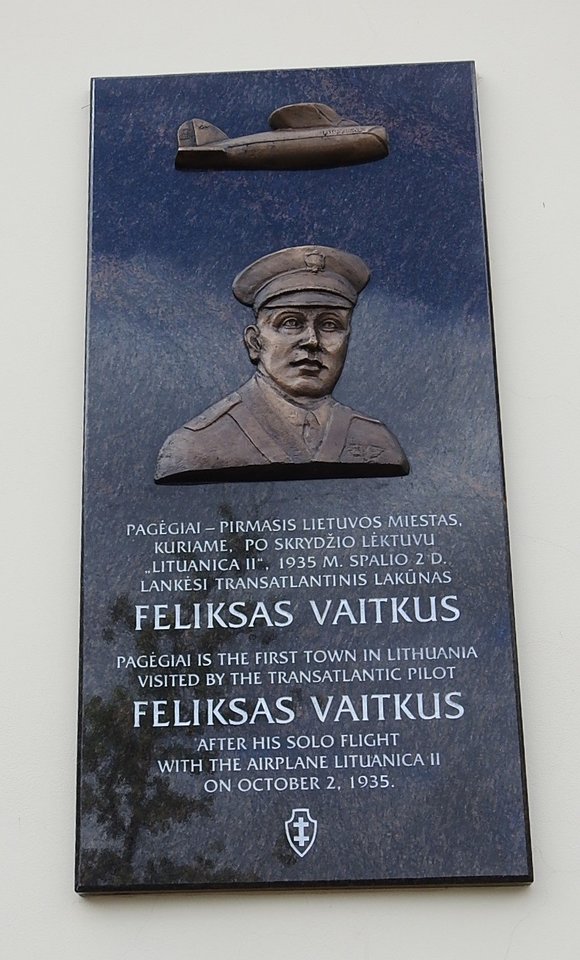 PAGĖGIAI – PIRMASIS LIETUVOS MIESTAS,
KURIAME, PO SKRYDŽIO LĖKTUVU
„LITUANICA II“, 1935 M. SPALIO 2 D.
LANKĖSI TRANSATLANTINIS LAKŪNAS
FELIKSAS VAITKUS
PAGĖGIAI IS THE FIRST TOWN IN LITHUANIA
VISITED BY THE TRANSATLANTIC PILOT
FELIKSAS VAITKUS
AFTER HIS SOLO FLIGHT
WITH THE AIRPLANE LITUANICA II
ON OCTOBER 2, 1935.